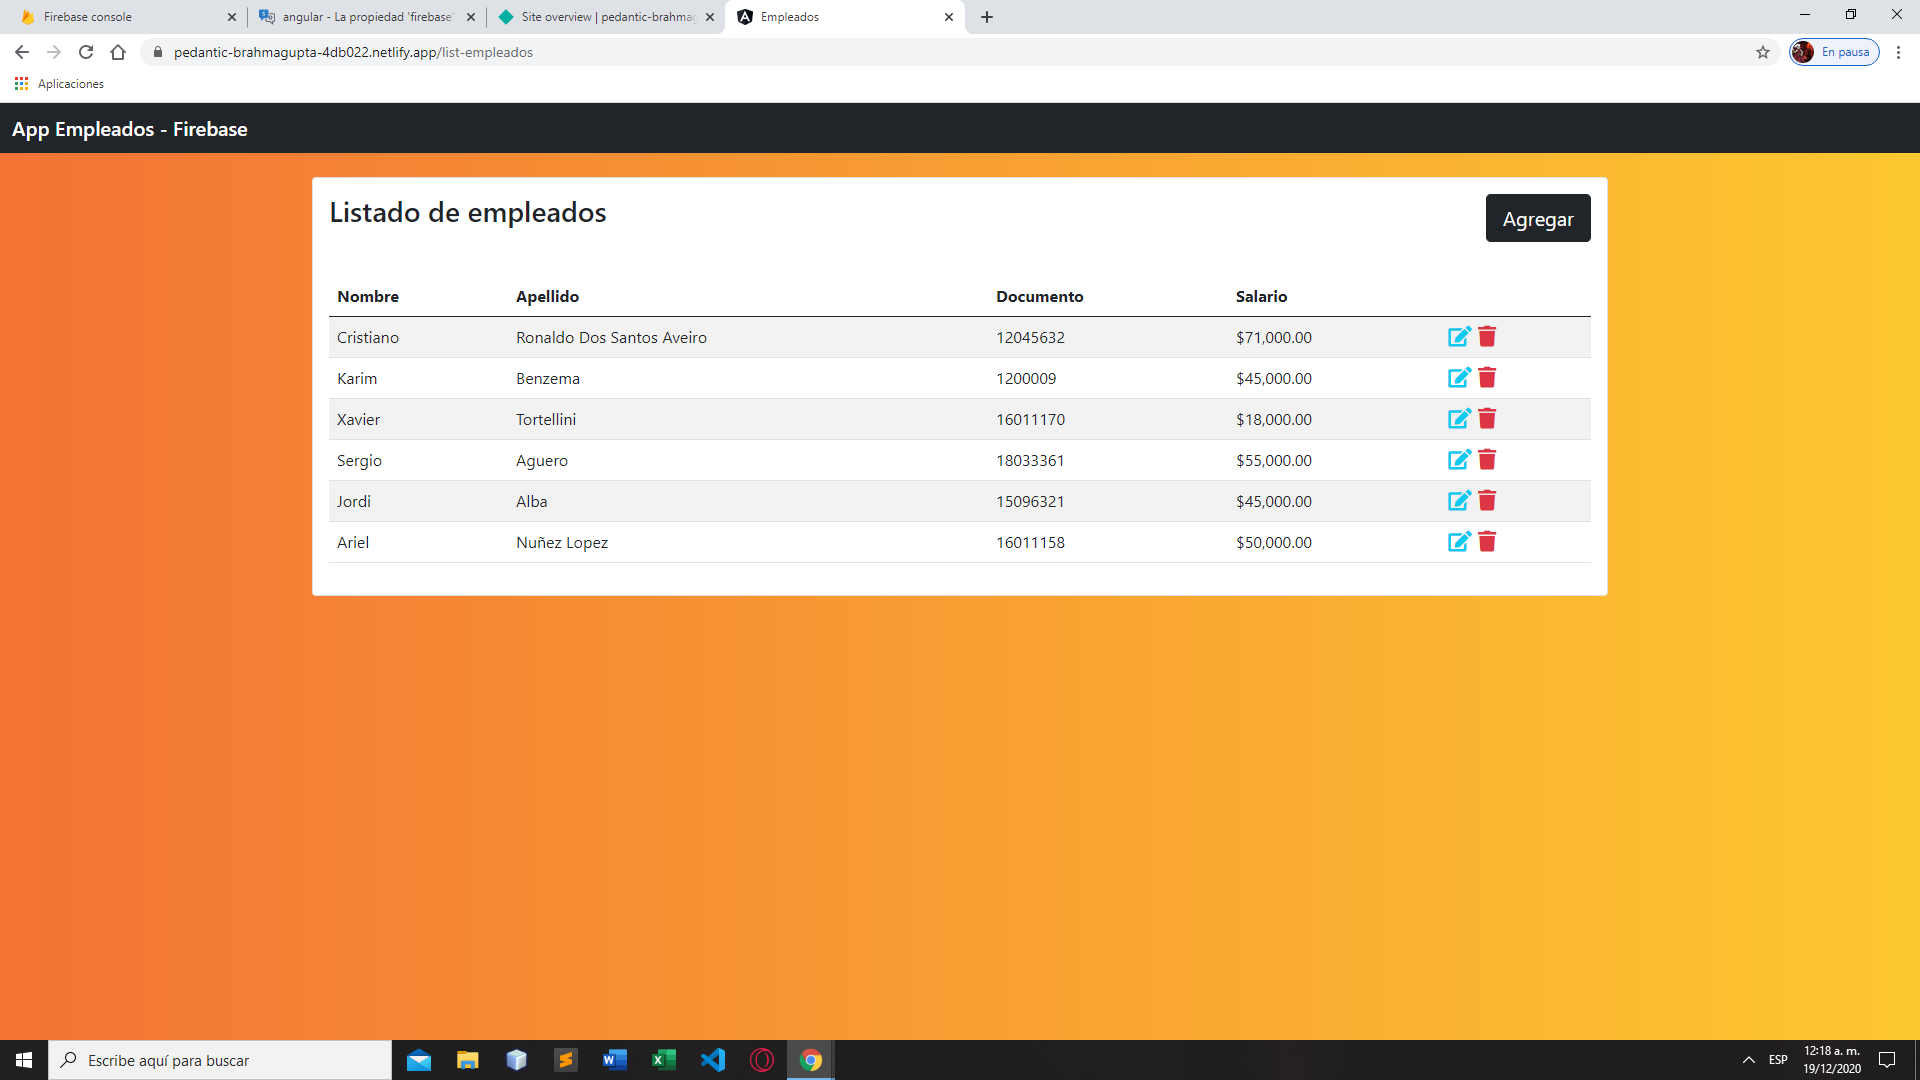 Firebase console
angular - La propiedad 'firebase'
Site overview | pedantic-brahmag
Empleados
pedantic-brahmagupta-4db022.netlify.app/list-empleados
En pausa
Aplicaciones
App Empleados - Firebase
Listado de empleados
Agregar
Nombre Apellido Documento Salario
Cristiano Ronaldo Dos Santos Aveiro 12045632 $71,000.00
Karim Benzema 1200009 $45,000.00
Xavier Tortellini 16011170 $18,000.00
Sergio Aguero 18033361 $55,000.00
Jordi Alba 15096321 $45,000.00
Ariel Nuñez Lopez 16011158 $50,000.00
Escribe aquí para buscar
ESP
12:18 a. m.
19/12/2020